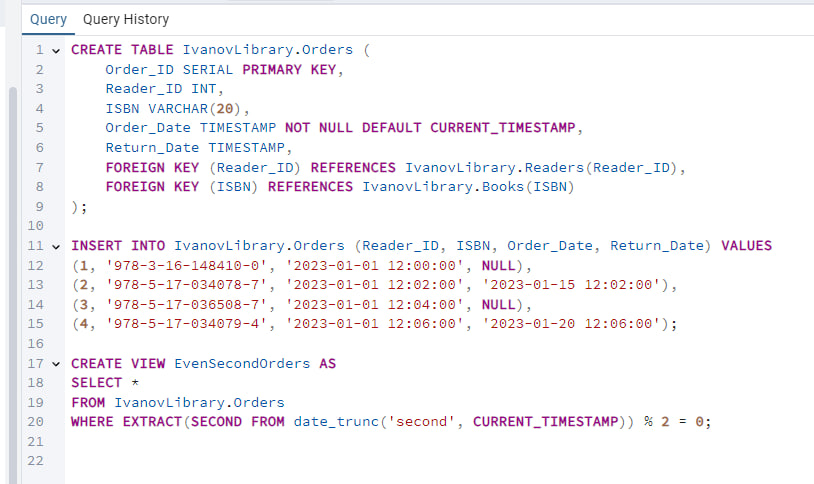 Query Query History
1 CREATE TABLE IvanovLibrary.Orders (
2 Order_ID SERIAL PRIMARY KEY,
3 Reader_ID INT,
4 ISBN VARCHAR(20),
5 Order_Date TIMESTAMP NOT NULL DEFAULT CURRENT_TIMESTAMP,
6 Return_Date TIMESTAMP,
7 FOREIGN KEY (Reader_ID) REFERENCES IvanovLibrary.Readers(Reader_ID),
8 FOREIGN KEY (ISBN) REFERENCES IvanovLibrary.Books(ISBN)
9 );
10
11 INSERT INTO IvanovLibrary.Orders (Reader_ID, ISBN, Order_Date, Return_Date) VALUES
12 (1, '978-3-16-148410-0', '2023-01-01 12:00:00', NULL),
13 (2, '978-5-17-034078-7', '2023-01-01 12:02:00', '2023-01-15 12:02:00'),
14 (3, '978-5-17-036508-7', '2023-01-01 12:04:00', NULL),
15 (4, '978-5-17-034079-4', '2023-01-01 12:06:00', '2023-01-20 12:06:00');
16
17 CREATE VIEW EvenSecondOrders AS
18 SELECT *
19 FROM IvanovLibrary.Orders
20 WHERE EXTRACT(SECOND FROM date_trunc('second', CURRENT_TIMESTAMP)) % 2 = 0;
21
22